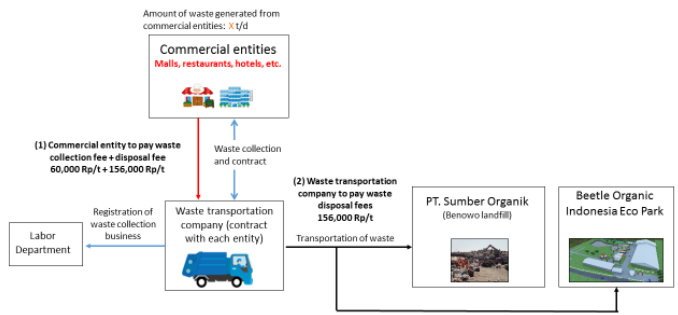 Amount of waste generated from
commercial entities: X t/d
Commercial entities
Malls, restaurants, hotels, etc.
(1) Commercial entity to pay waste
collection fee + disposal fee
60,000 Rp/t + 156,000 Rp/t
Waste collection
and contract
(2) Waste transportation
company to pay waste
disposal fees
156,000 Rp/t
Transportation of waste
Registration of
waste collection
business
Labor
Department
Waste transportation
company (contract
with each entity)
PT. Sumber Organik
(Benowo landfill)
Beetle Organic
Indonesia Eco Park